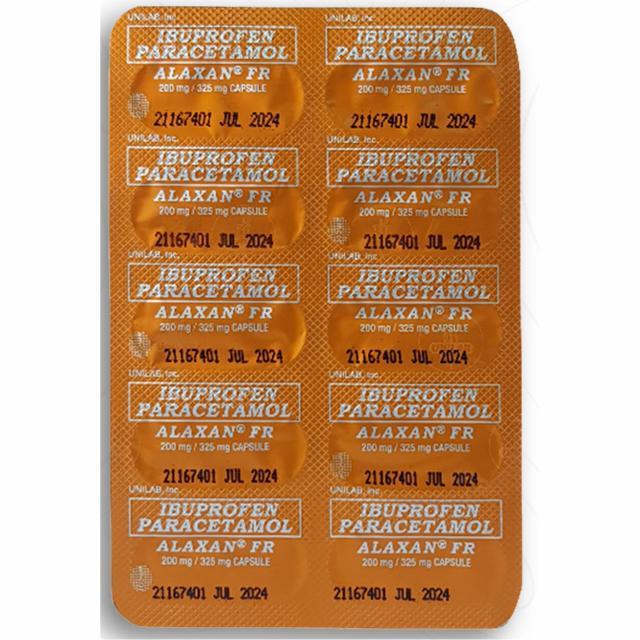 UNILAB, Inc.
IBUPROFEN
PARACETAMOL
ALAXAN® FR
200 mg / 325 mg CAPSULE
21167401 JUL 2024
UNILAB, Inc.
IBUPROFEN
PARACETAMOL
ALAXAN® FR
200 mg / 325 mg CAPSULE
21167401 JUL 2024
UNILAB, Inc.
IBUPROFEN
PARACETAMOL
ALAXAN® FR
200 mg / 325 mg CAPSULE
21167401 JUL 2024
UNILAB, Inc.
IBUPROFEN
PARACETAMOL
ALAXAN® FR
200 mg / 325 mg CAPSULE
21167401 JUL 2024
UNILAB, Inc.
IBUPROFEN
PARACETAMOL
ALAXAN® FR
200 mg / 325 mg CAPSULE
21167401 JUL 2024
UNILAB, Inc.
IBUPROFEN
PARACETAMOL
ALAXAN® FR
200 mg / 325 mg CAPSULE
21167401 JUL 2024
UNILAB, Inc.
IBUPROFEN
PARACETAMOL
ALAXAN® FR
200 mg / 325 mg CAPSULE
21167401 JUL 2024
UNILAB, Inc.
IBUPROFEN
PARACETAMOL
ALAXAN® FR
200 mg / 325 mg CAPSULE
21167401 JUL 2024
UNILAB, Inc.
IBUPROFEN
PARACETAMOL
ALAXAN® FR
200 mg / 325 mg CAPSULE
21167401 JUL 2024
UNILAB, Inc.
IBUPROFEN
PARACETAMOL
ALAXAN® FR
200 mg / 325 mg CAPSULE
21167401 JUL 2024